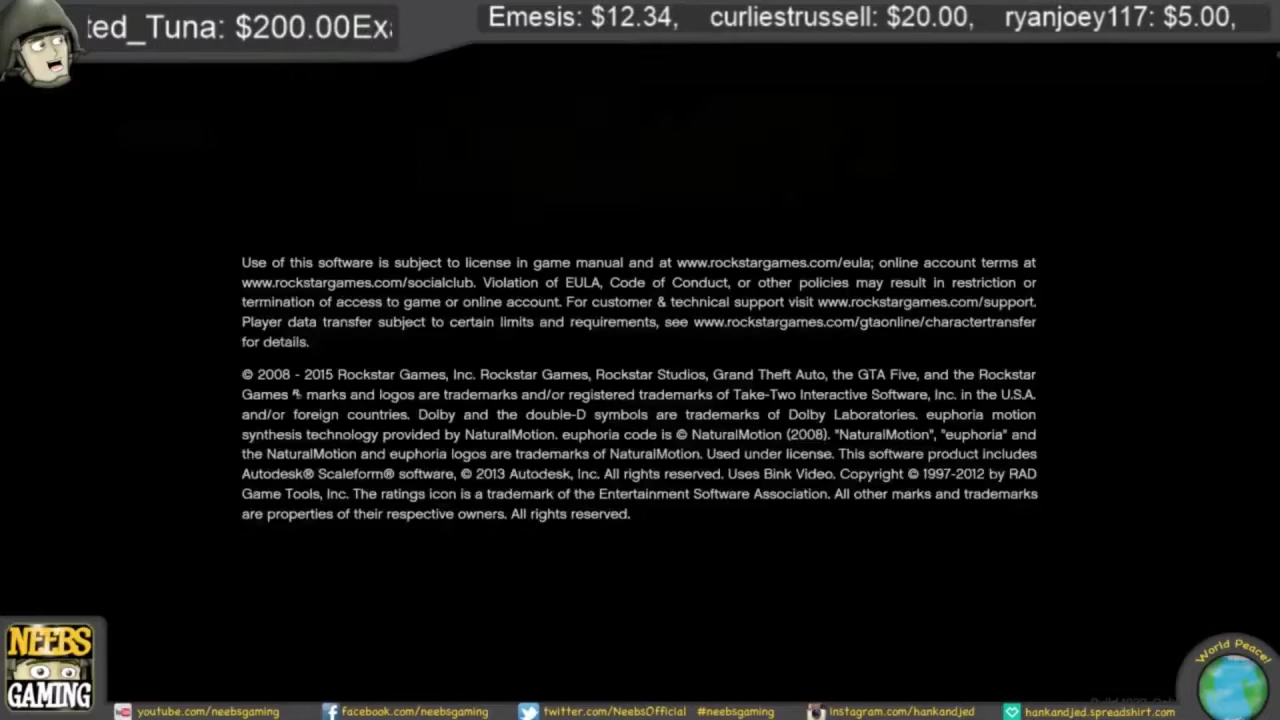 ted_Tuna: $200.00Ex
Emesis: $12.34, curliestrussell: $20.00, ryanjoey117: $5.00,
Use of this software is subject to license in game manual and at www.rockstargames.com/eula; online account terms at
www.rockstargames.com/socialclub. Violation of EULA, Code of Conduct, or other policies may result in restriction or
termination of access to game or online account. For customer & technical support visit www.rockstargames.com/support.
Player data transfer subject to certain limits and requirements, see www.rockstargames.com/gtaonline/charactertransfer
for details.
© 2008 - 2015 Rockstar Games, Inc. Rockstar Games, Rockstar Studios, Grand Theft Auto, the GTA Five, and the Rockstar
Games R* marks and logos are trademarks and/or registered trademarks of Take-Two Interactive Software, Inc. in the U.S.A.
and/or foreign countries. Dolby and the double-D symbols are trademarks of Dolby Laboratories. euphoria motion
synthesis technology provided by NaturalMotion. euphoria code is © NaturalMotion (2008). "NaturalMotion", "euphoria" and
the NaturalMotion and euphoria logos are trademarks of NaturalMotion. Used under license. This software product includes
Autodesk® Scaleform® software, © 2013 Autodesk, Inc. All rights reserved. Uses Bink Video. Copyright © 1997-2012 by RAD
Game Tools, Inc. The ratings icon is a trademark of the Entertainment Software Association. All other marks and trademarks
are properties of their respective owners. All rights reserved.
NEEBS
GAMING
World Peace!
youtube.com/neebsgaming facebook.com/neebsgaming twitter.com/NeebsOfficial #neebsgaming instagram.com/hankandjed hankandjed.spreadshirt.com